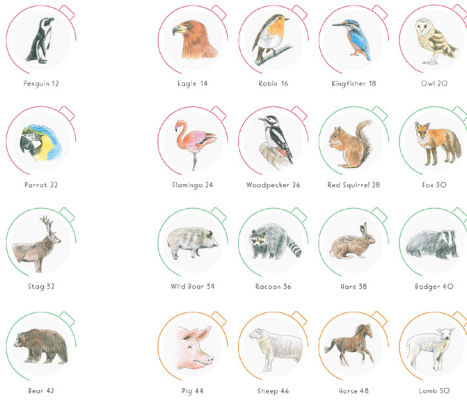 Penguin 12
Eagle 14
Robin 16
Kingfisher 18
Owl 20
Parrot 22
Flamingo 24
Woodpecker 26
Red Squirrel 28
Fox 30
Stag 32
Wild Boar 34
Racoon 36
Hare 38
Badger 40
Bear 42
Pig 44
Sheep 46
Horse 48
Lamb 50